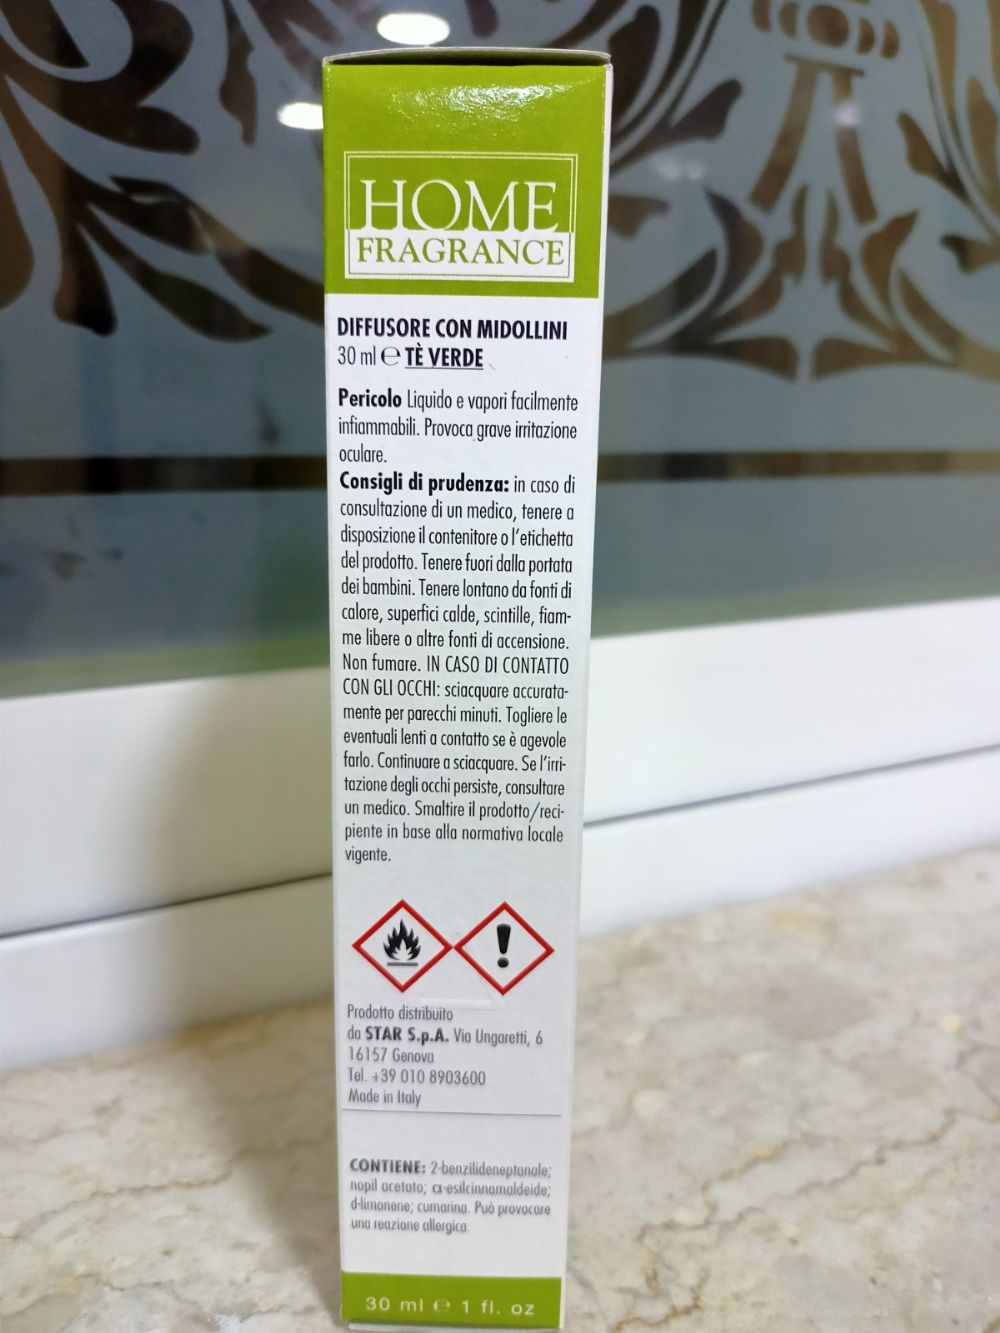 HOME
FRAGRANCE
DIFFUSORE CON MIDOLLINI
30 ml ℮ TÈ VERDE
Pericolo Liquido e vapori facilmente
infiammabili. Provoca grave irritazione
oculare.
Consigli di prudenza: in caso di
consultazione di un medico, tenere a
disposizione il contenitore o l'etichetta
del prodotto. Tenere fuori dalla portata
dei bambini. Tenere lontano da fonti di
calore, superfici calde, scintille, fiam-
me libere o altre fonti di accensione.
Non fumare. IN CASO DI CONTATTO
CON GLI OCCHI: sciacquare accurata-
mente per parecchi minuti. Togliere le
eventuali lenti a contatto se è agevole
farlo. Continuare a sciacquare. Se l'irri-
tazione degli occhi persiste, consultare
un medico. Smaltire il prodotto/reci-
piente in base alla normativa locale
vigente.
Prodotto distribuito
da STAR S.p.A. Via Ungaretti, 6
16157 Genova
Tel. +39 010 8903600
Made in Italy
CONTIENE: 2-benzilideneptanale;
nopil acetato; α-esilcinnamaldeide;
d-limonene; cumarina. Può provocare
una reazione allergica.
30 ml ℮ 1 fl. oz